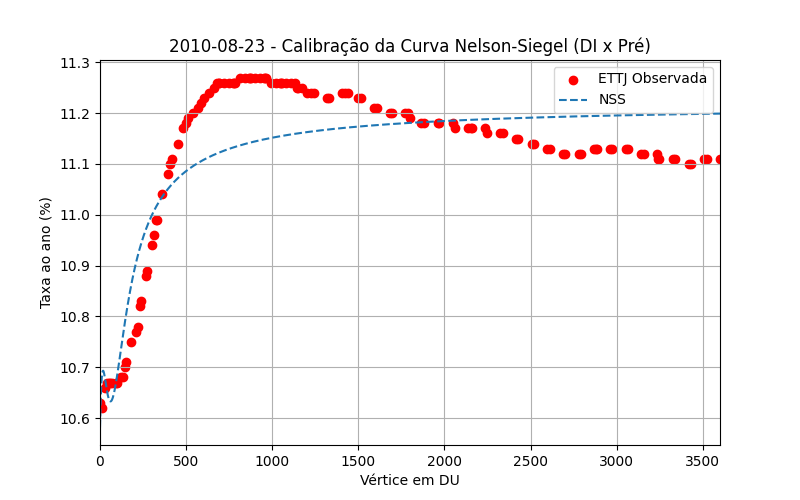 2010-08-23 - Calibração da Curva Nelson-Siegel (DI x Pré)
ETTJ Observada
NSS
Taxa ao ano (%)
11.3
11.2
11.1
11.0
10.9
10.8
10.7
10.6
0 500 1000 1500 2000 2500 3000 3500
Vértice em DU